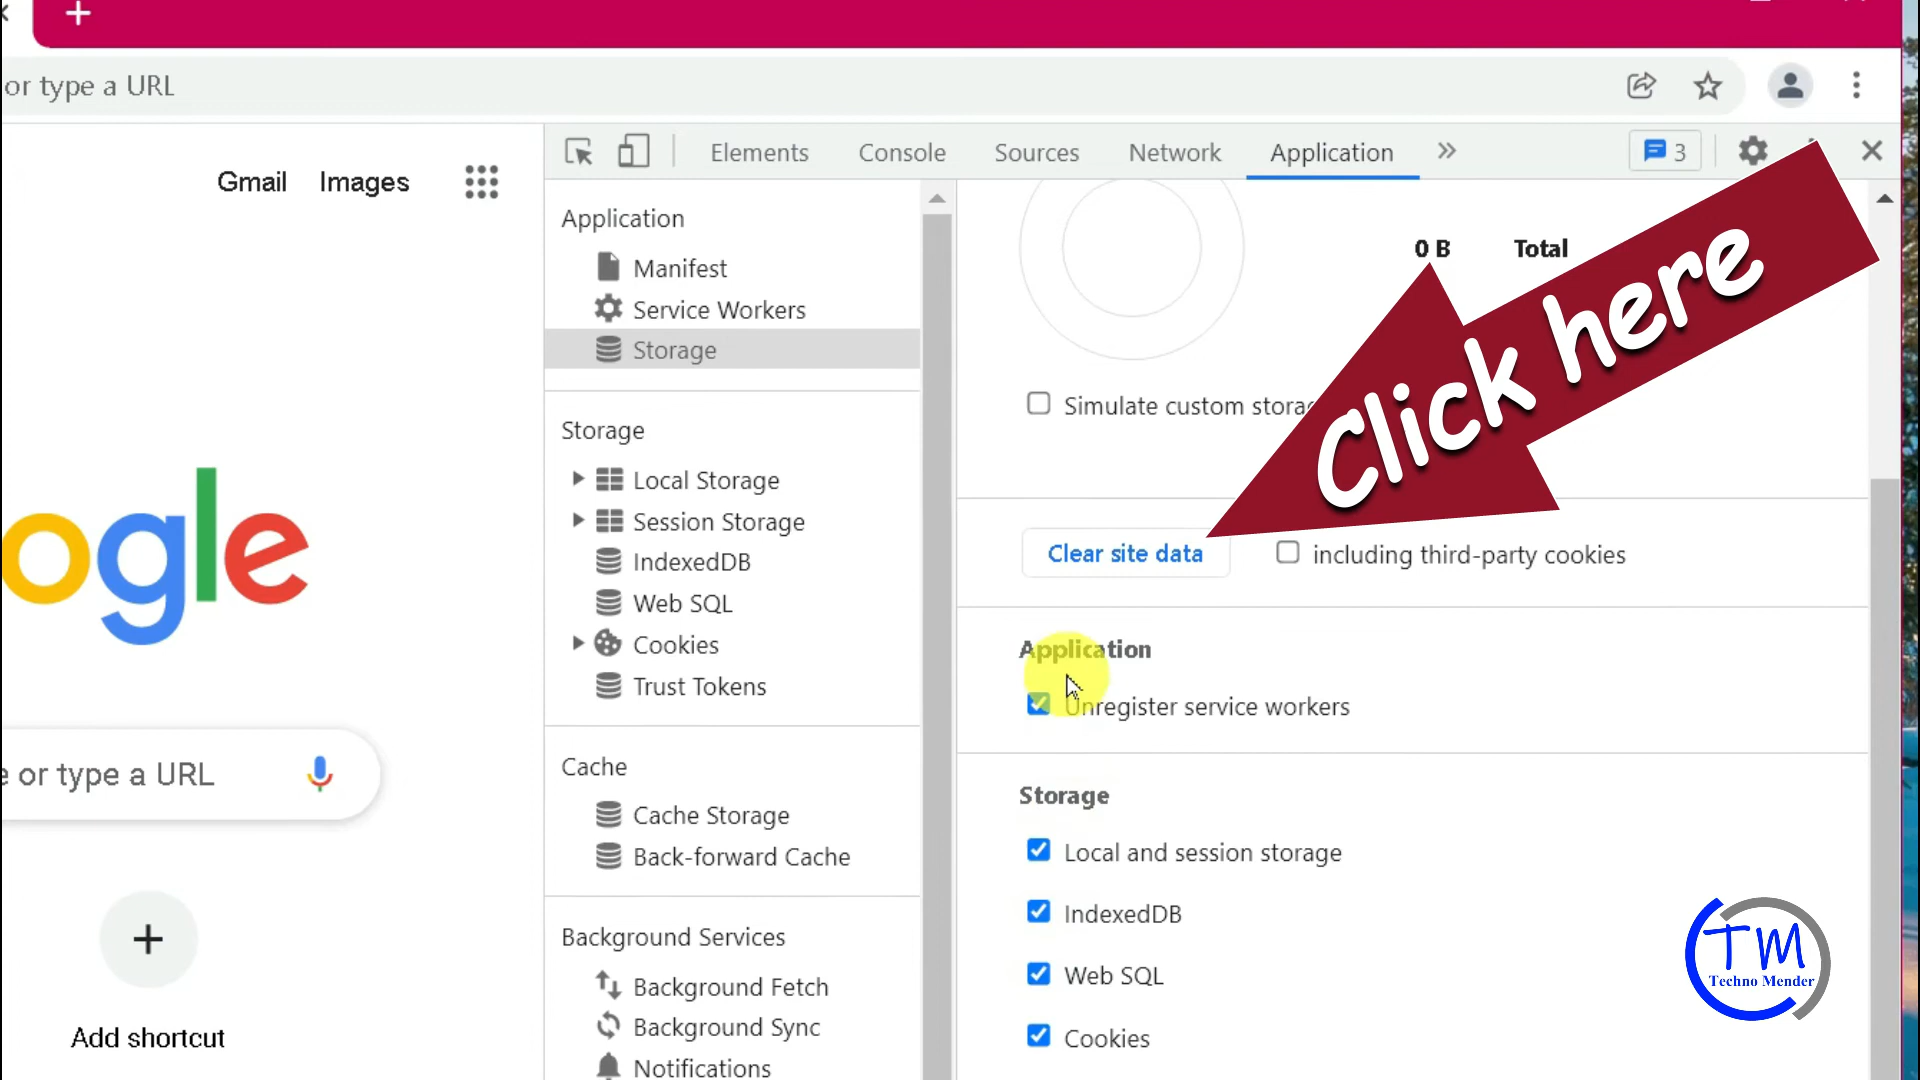 or type a URL
Elements
Console
Sources
Network
Application
3
Gmail
Images
Application
Manifest
Service Workers
Storage
Storage
Local Storage
Session Storage
IndexedDB
Web SQL
Cookies
Trust Tokens
Cache
Cache Storage
Back-forward Cache
Background Services
Background Fetch
Background Sync
Notifications
ogle
e or type a URL
Add shortcut
0 B Total
Click here
Simulate custom storag
Clear site data
including third-party cookies
Application
Unregister service workers
Storage
Local and session storage
IndexedDB
Web SQL
Cookies
TM
Techno Mender